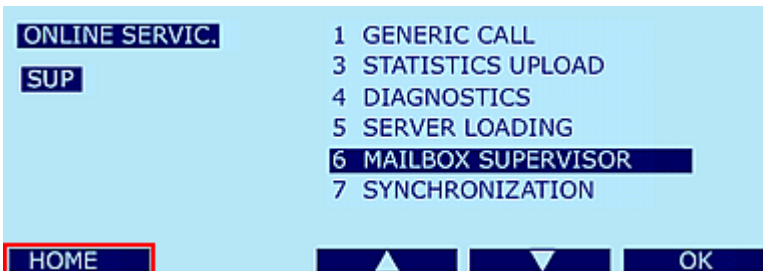 ONLINE SERVIC.
SUP
1 GENERIC CALL
3 STATISTICS UPLOAD
4 DIAGNOSTICS
5 SERVER LOADING
6 MAILBOX SUPERVISOR
7 SYNCHRONIZATION
HOME OK